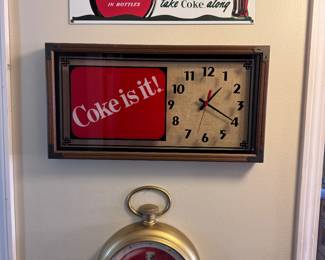 IN BOTTLES
take Coke along
Coke is it!
12
11 1
10 2
9 3
8 4
7 5
6